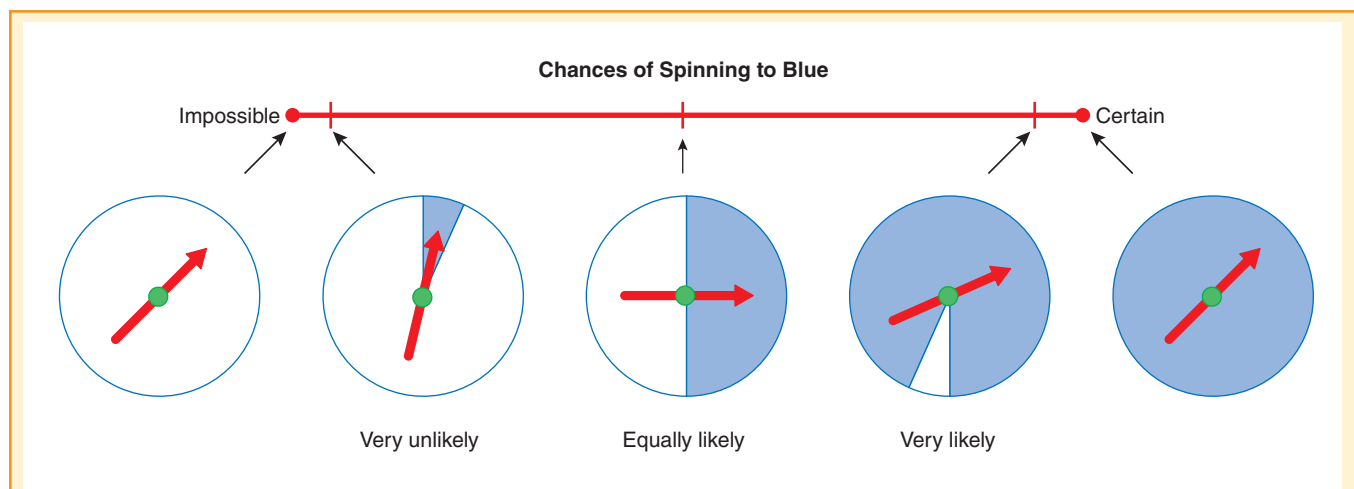 Chances of Spinning to Blue
Impossible
Certain
Very unlikely
Equally likely
Very likely